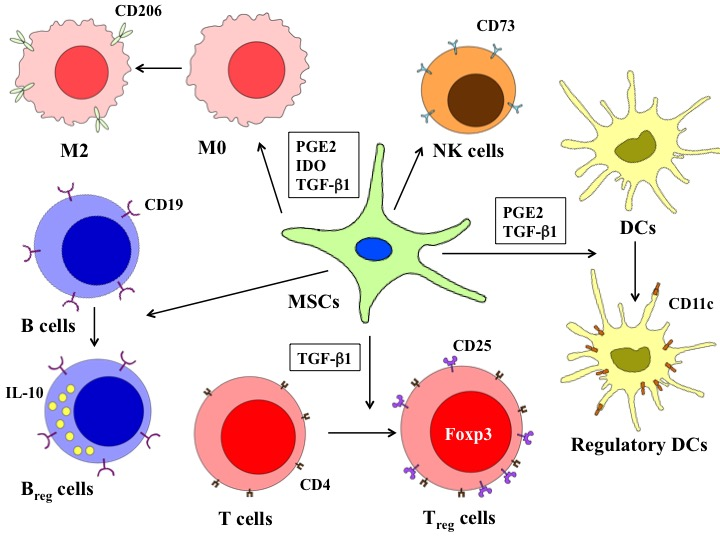 CD206
CD73
M2
M0
NK cells
PGE2
IDO
TGF-β1
CD19
PGE2
TGF-β1
DCs
MSCs
B cells
CD11c
TGF-β1
CD25
IL-10
Foxp3
Regulatory DCs
CD4
Breg cells
T cells
Treg cells